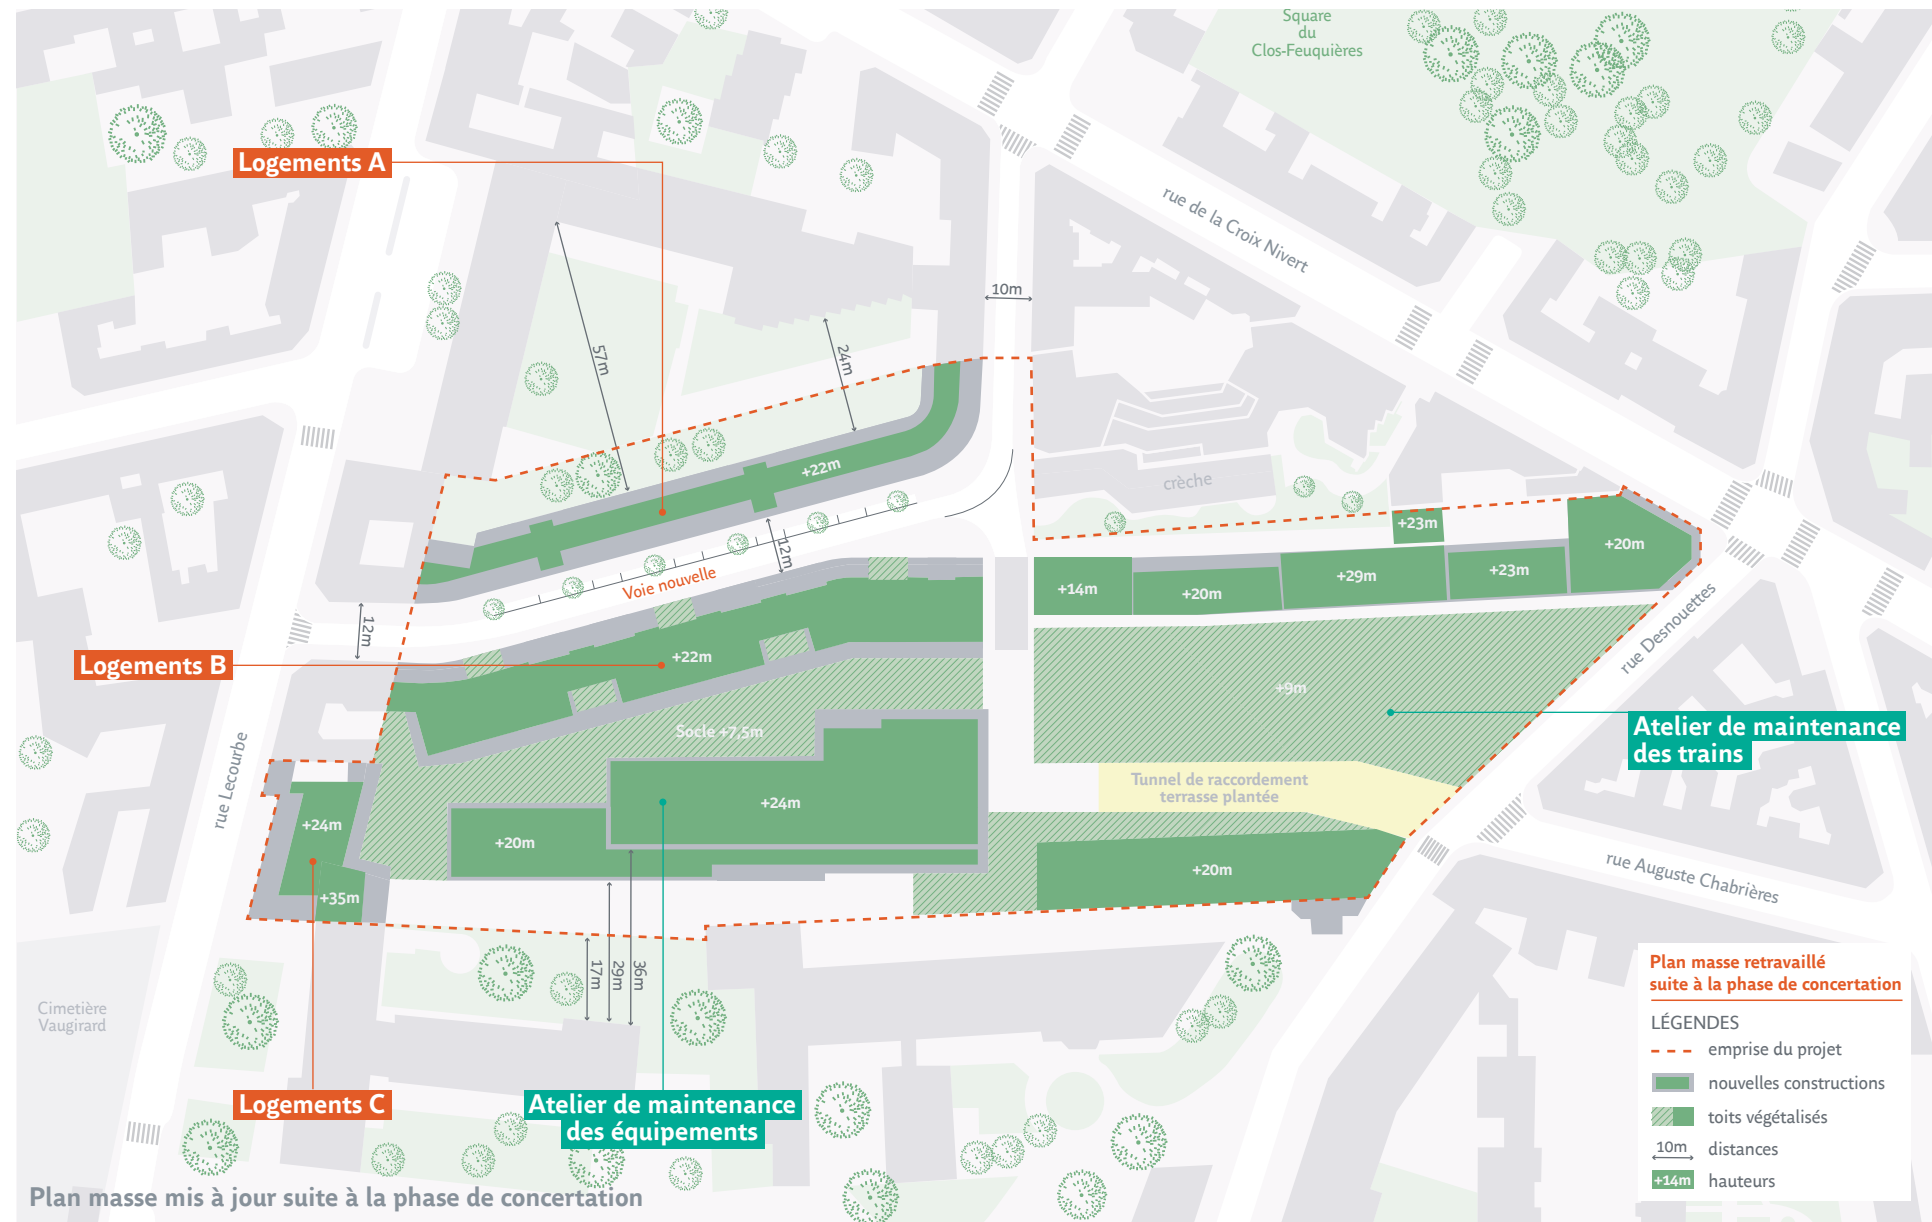 Square
du
Clos-Feuquières
Logements A
rue de la Croix Nivert
10m
57m
24m
+22m
crèche
+23m
+20m
12m
Voie nouvelle
+14m
+20m
+29m
+23m
12m
Logements B
+22m
rue Desnouettes
+9m
Socle +7,5m
Atelier de maintenance
des trains
rue Lecourbe
Tunnel de raccordement
terrasse plantée
+24m
+24m
+20m
+20m
rue Auguste Chabrières
+35m
17m
29m
36m
Cimetière
Vaugirard
Logements C
Atelier de maintenance
des équipements
Plan masse retravaillé
suite à la phase de concertation
LÉGENDES
emprise du projet
nouvelles constructions
toits végétalisés
10m
distances
+14m
hauteurs
Plan masse mis à jour suite à la phase de concertation